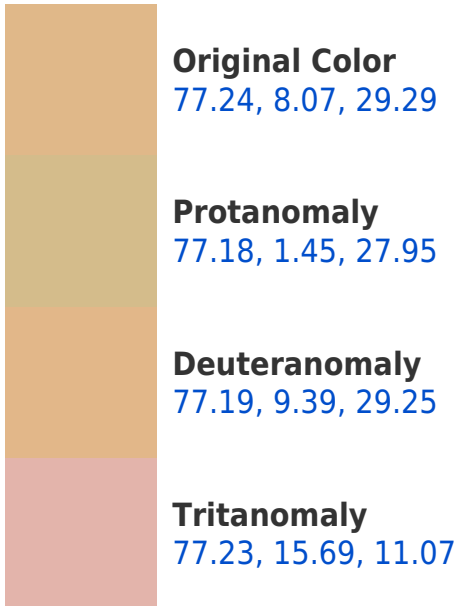 Original Color
77.24, 8.07, 29.29
Protanomaly
77.18, 1.45, 27.95
Deuteranomaly
77.19, 9.39, 29.25
Tritanomaly
77.23, 15.69, 11.07